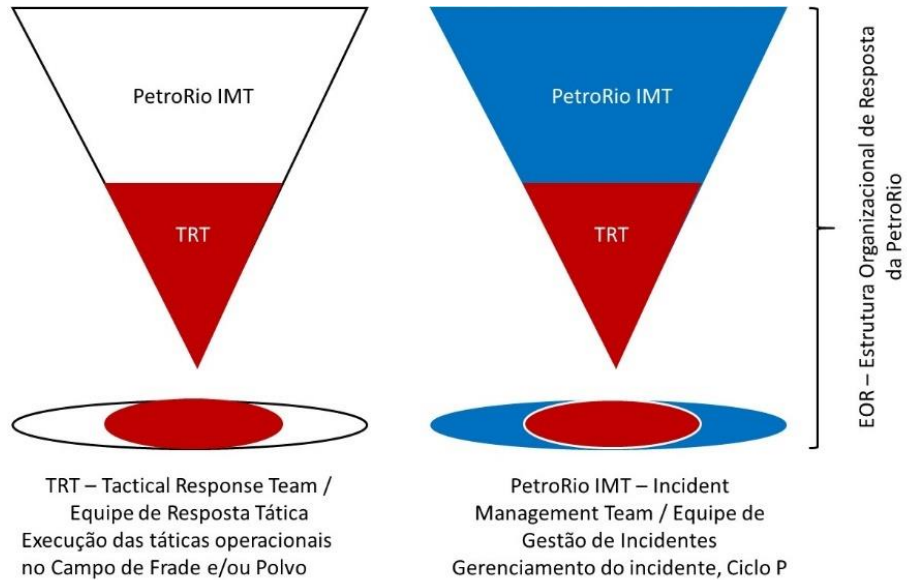 PetroRio IMT
TRT
TRT – Tactical Response Team /
Equipe de Resposta Tática
Execução das táticas operacionais
no Campo de Frade e/ou Polvo
PetroRio IMT
TRT
PetroRio IMT – Incident
Management Team / Equipe de
Gestão de Incidentes
Gerenciamento do incidente, Ciclo P
EOR – Estrutura Organizacional de Resposta
da PetroRio